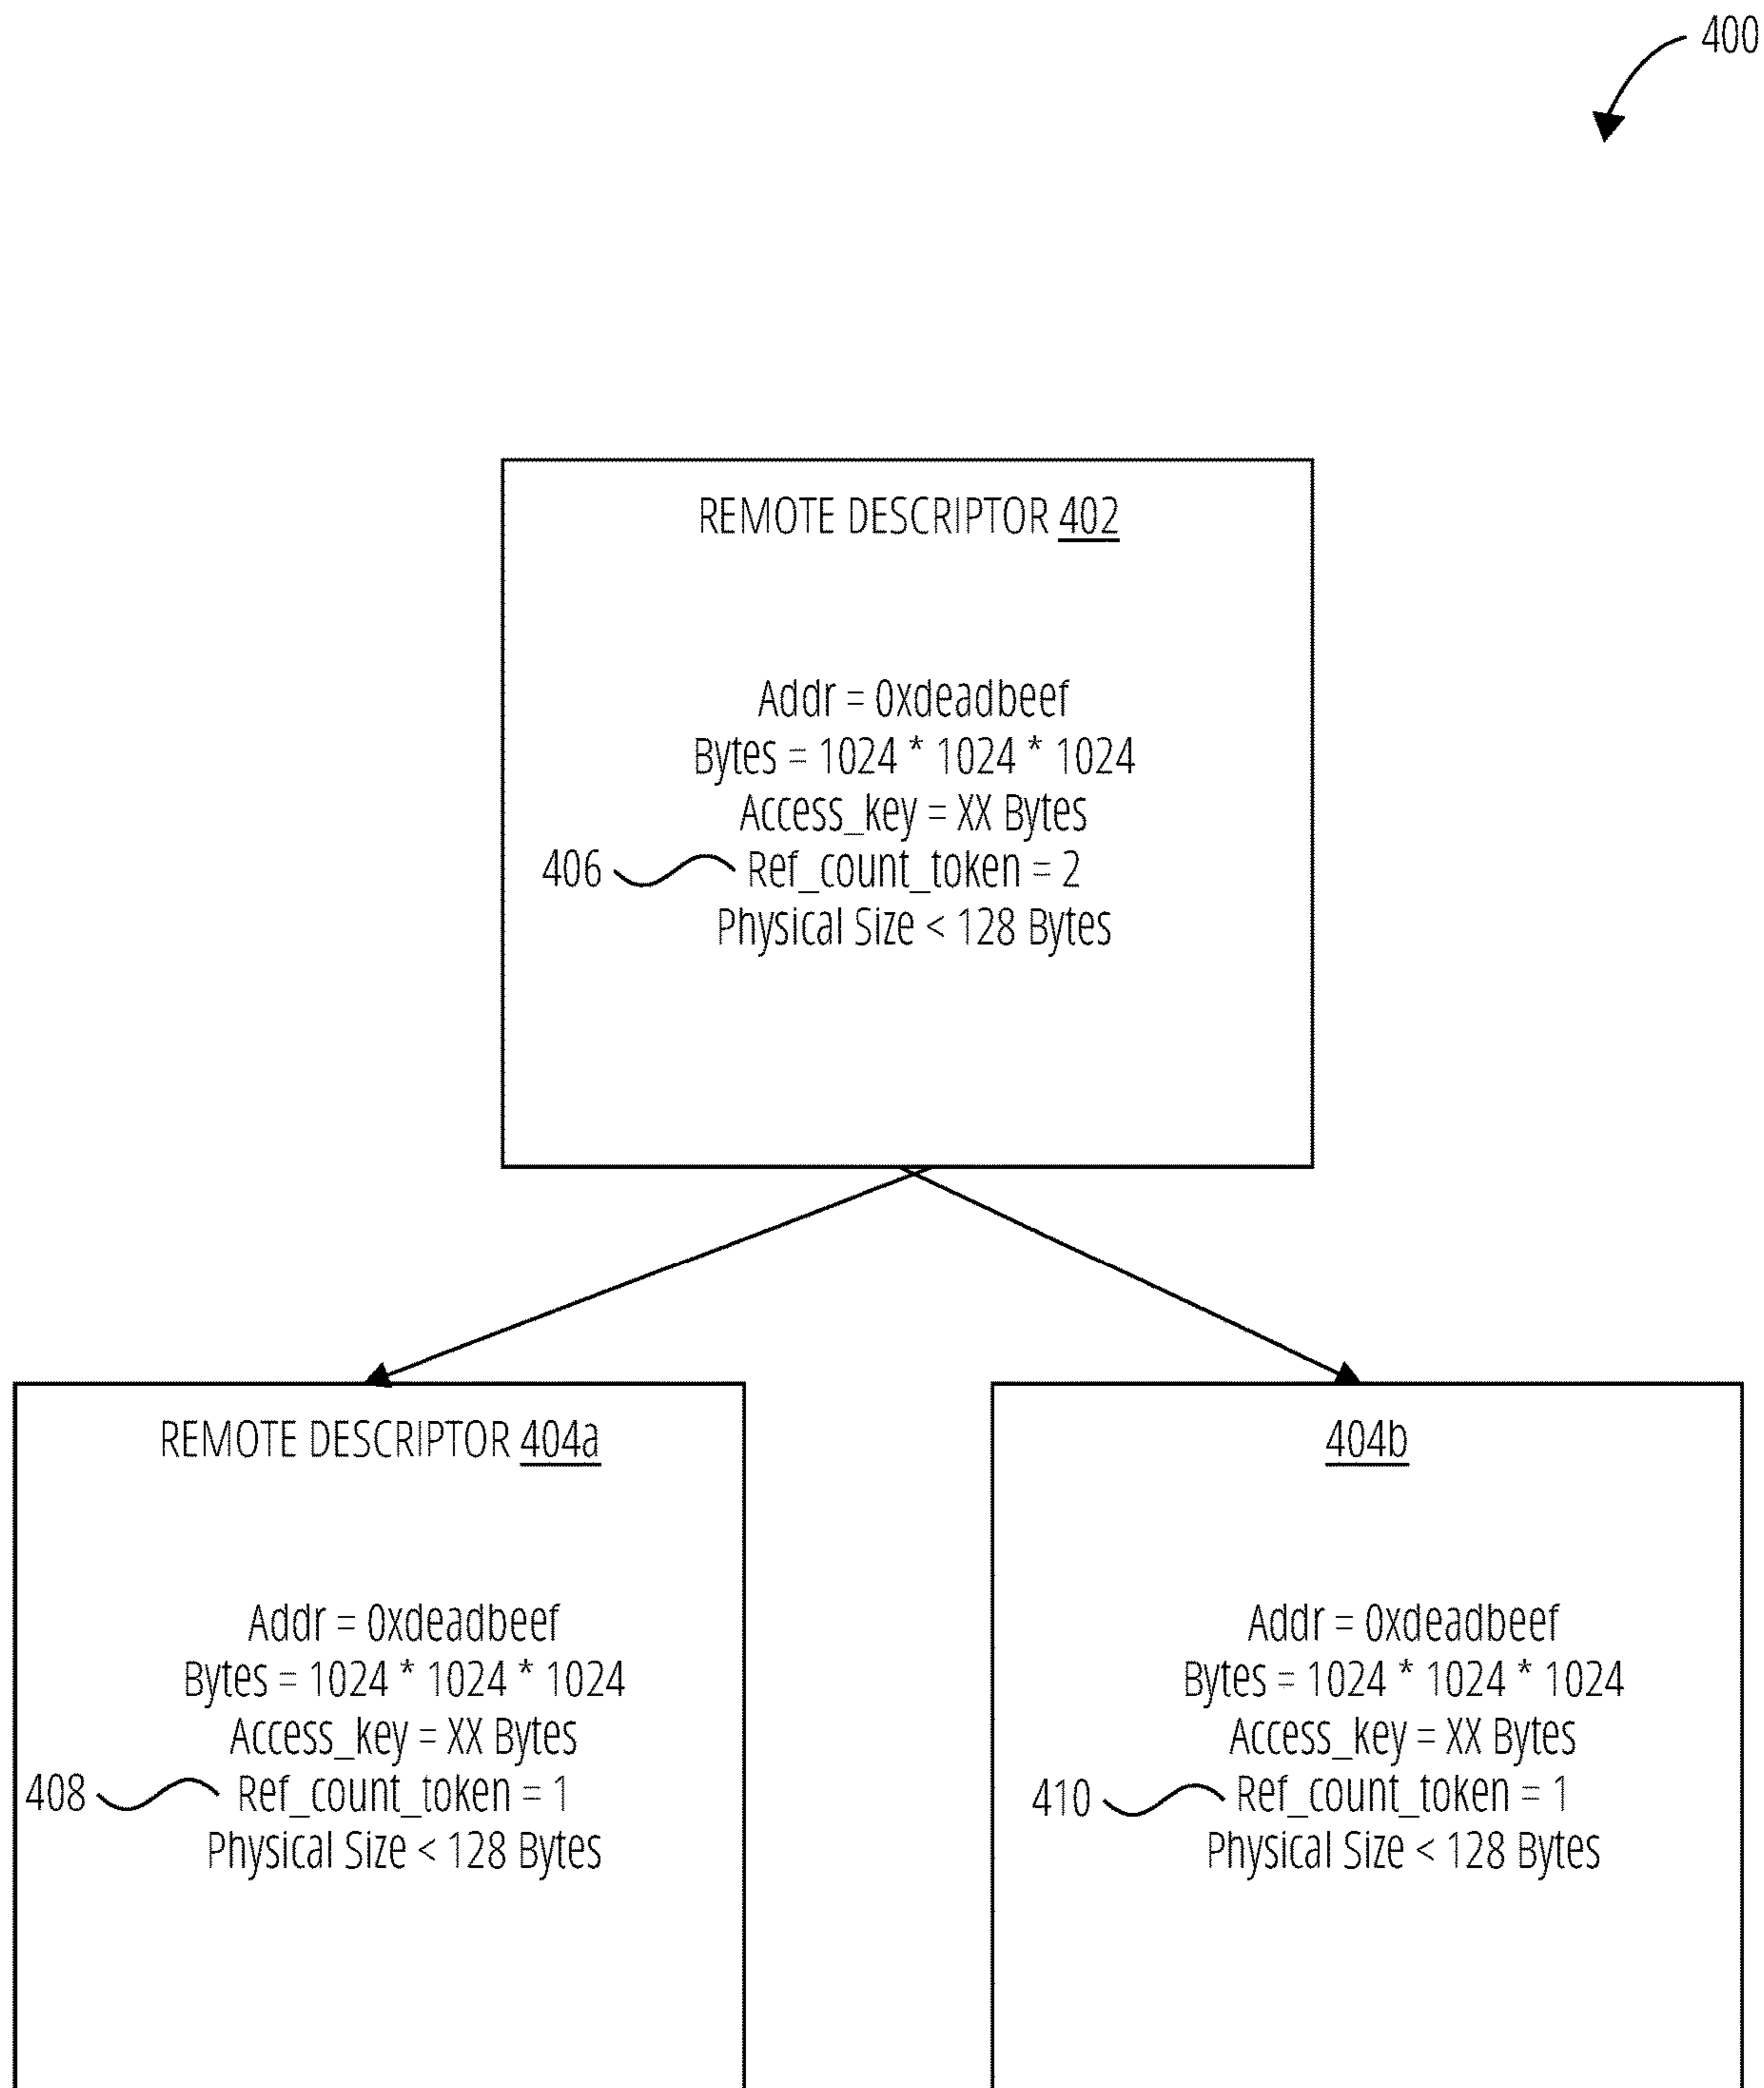 400
REMOTE DESCRIPTOR 402
Addr = 0xdeadbeef
Bytes = 1024 * 1024 * 1024
Access_key = XX Bytes
406 Ref_count_token = 2
Physical Size < 128 Bytes
REMOTE DESCRIPTOR 404a
Addr = 0xdeadbeef
Bytes = 1024 * 1024 * 1024
Access_key = XX Bytes
408 Ref_count_token = 1
Physical Size < 128 Bytes
404b
Addr = 0xdeadbeef
Bytes = 1024 * 1024 * 1024
Access_key = XX Bytes
410 Ref_count_token = 1
Physical Size < 128 Bytes